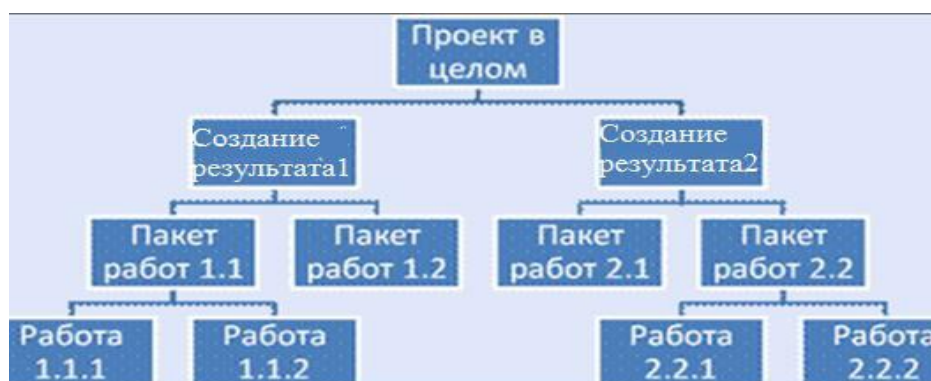 Проект в
целом
Создание
результата1
Создание
результата2
Пакет
работ 1.1
Пакет
работ 1.2
Пакет
работ 2.1
Пакет
работ 2.2
Работа
1.1.1
Работа
1.1.2
Работа
2.2.1
Работа
2.2.2